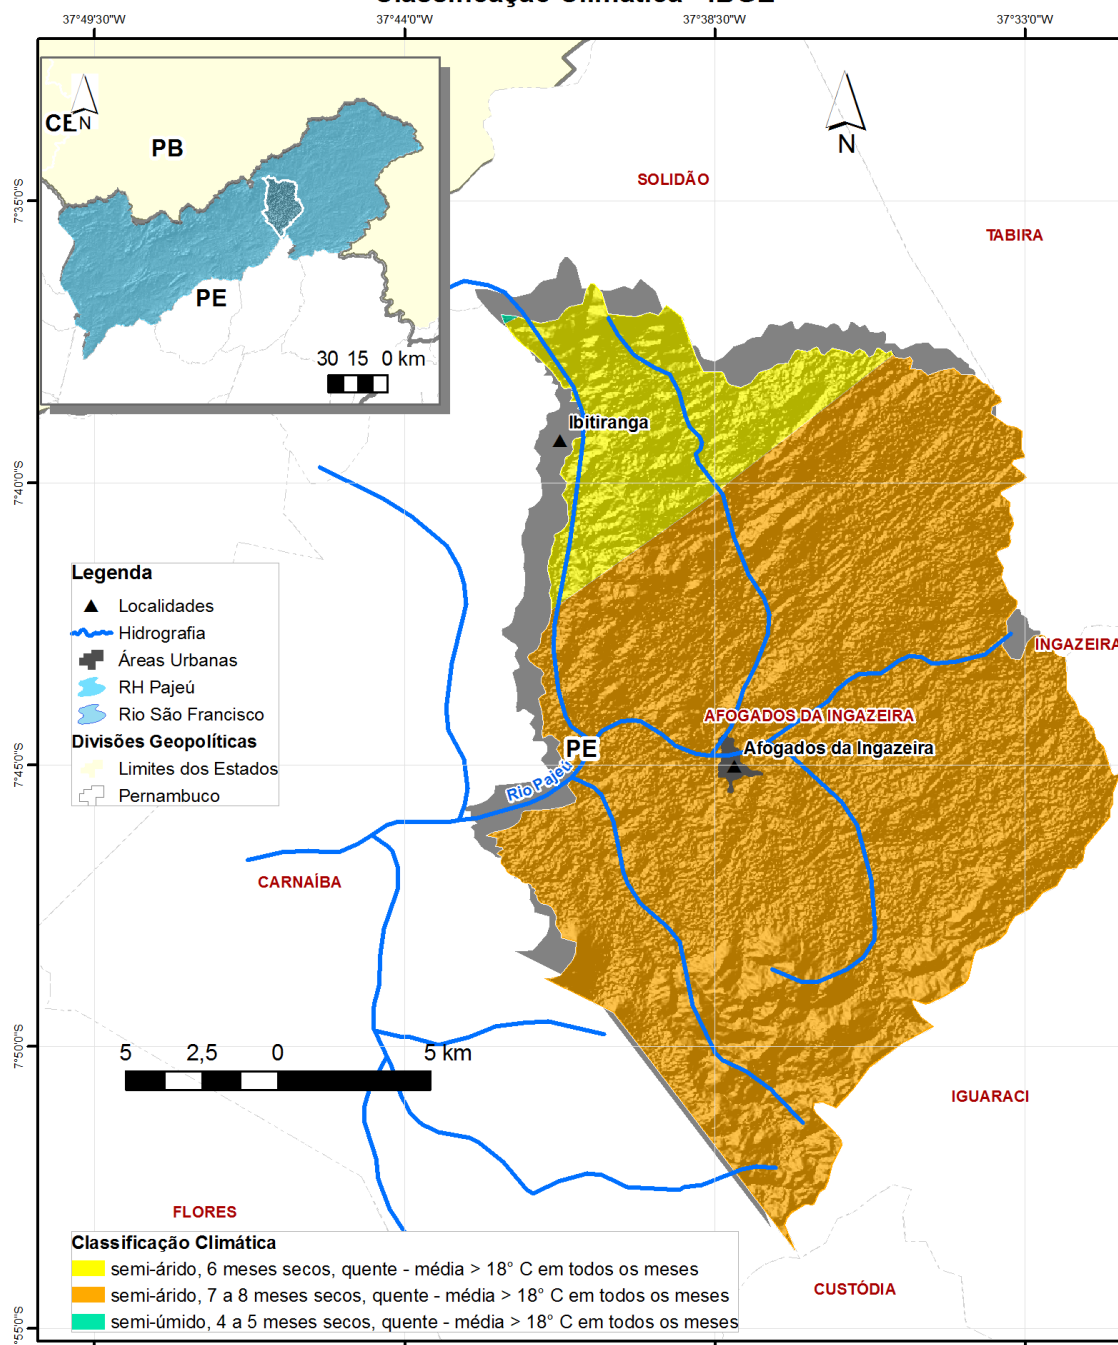 37°49'30"W
37°44'0"W
37°38'30"W
37°33'0"W
7°35'0"S
7°40'0"S
7°45'0"S
7°50'0"S
CE
N
PB
PE
30 15 0 km
N
SOLIDÃO
TABIRA
Ibitiranga
INGAZEIRA
AFOGADOS DA INGAZEIRA
Afogados da Ingazeira
PE
Rio Pajeú
CARNAÍBA
Legenda
Localidades
Hidrografia
Áreas Urbanas
RH Pajeú
Rio São Francisco
Divisões Geopolíticas
Limites dos Estados
Pernambuco
5 2,5 0 5 km
IGUARACI
FLORES
CUSTÓDIA
Classificação Climática
semi-árido, 6 meses secos, quente - média > 18° C em todos os meses
semi-árido, 7 a 8 meses secos, quente - média > 18° C em todos os meses
semi-úmido, 4 a 5 meses secos, quente - média > 18° C em todos os meses